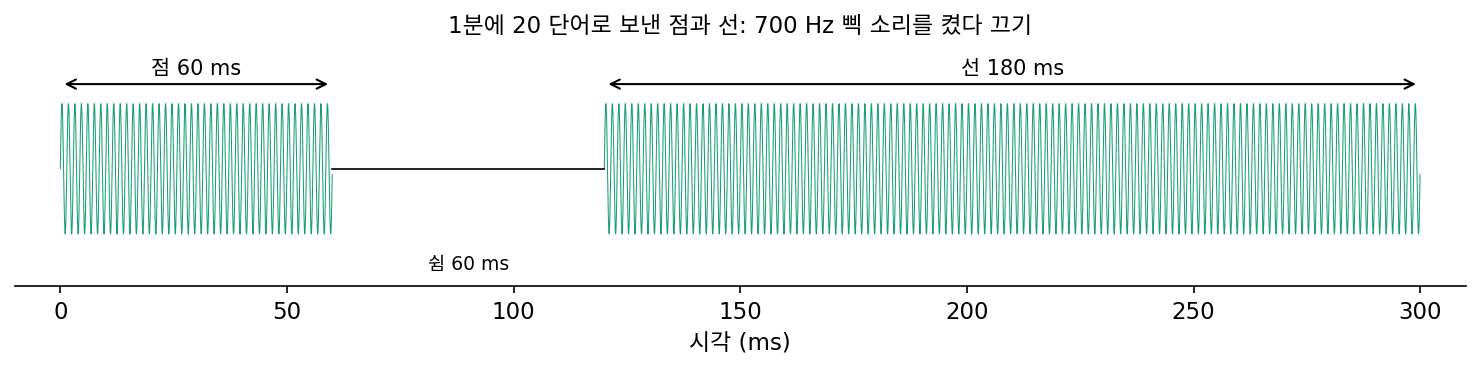 1분에 20 단어로 보낸 점과 선: 700 Hz 삑 소리를 켰다 끄기
점 60 ms
선 180 ms
쉼 60 ms
0 50 100 150 200 250 300
시각 (ms)